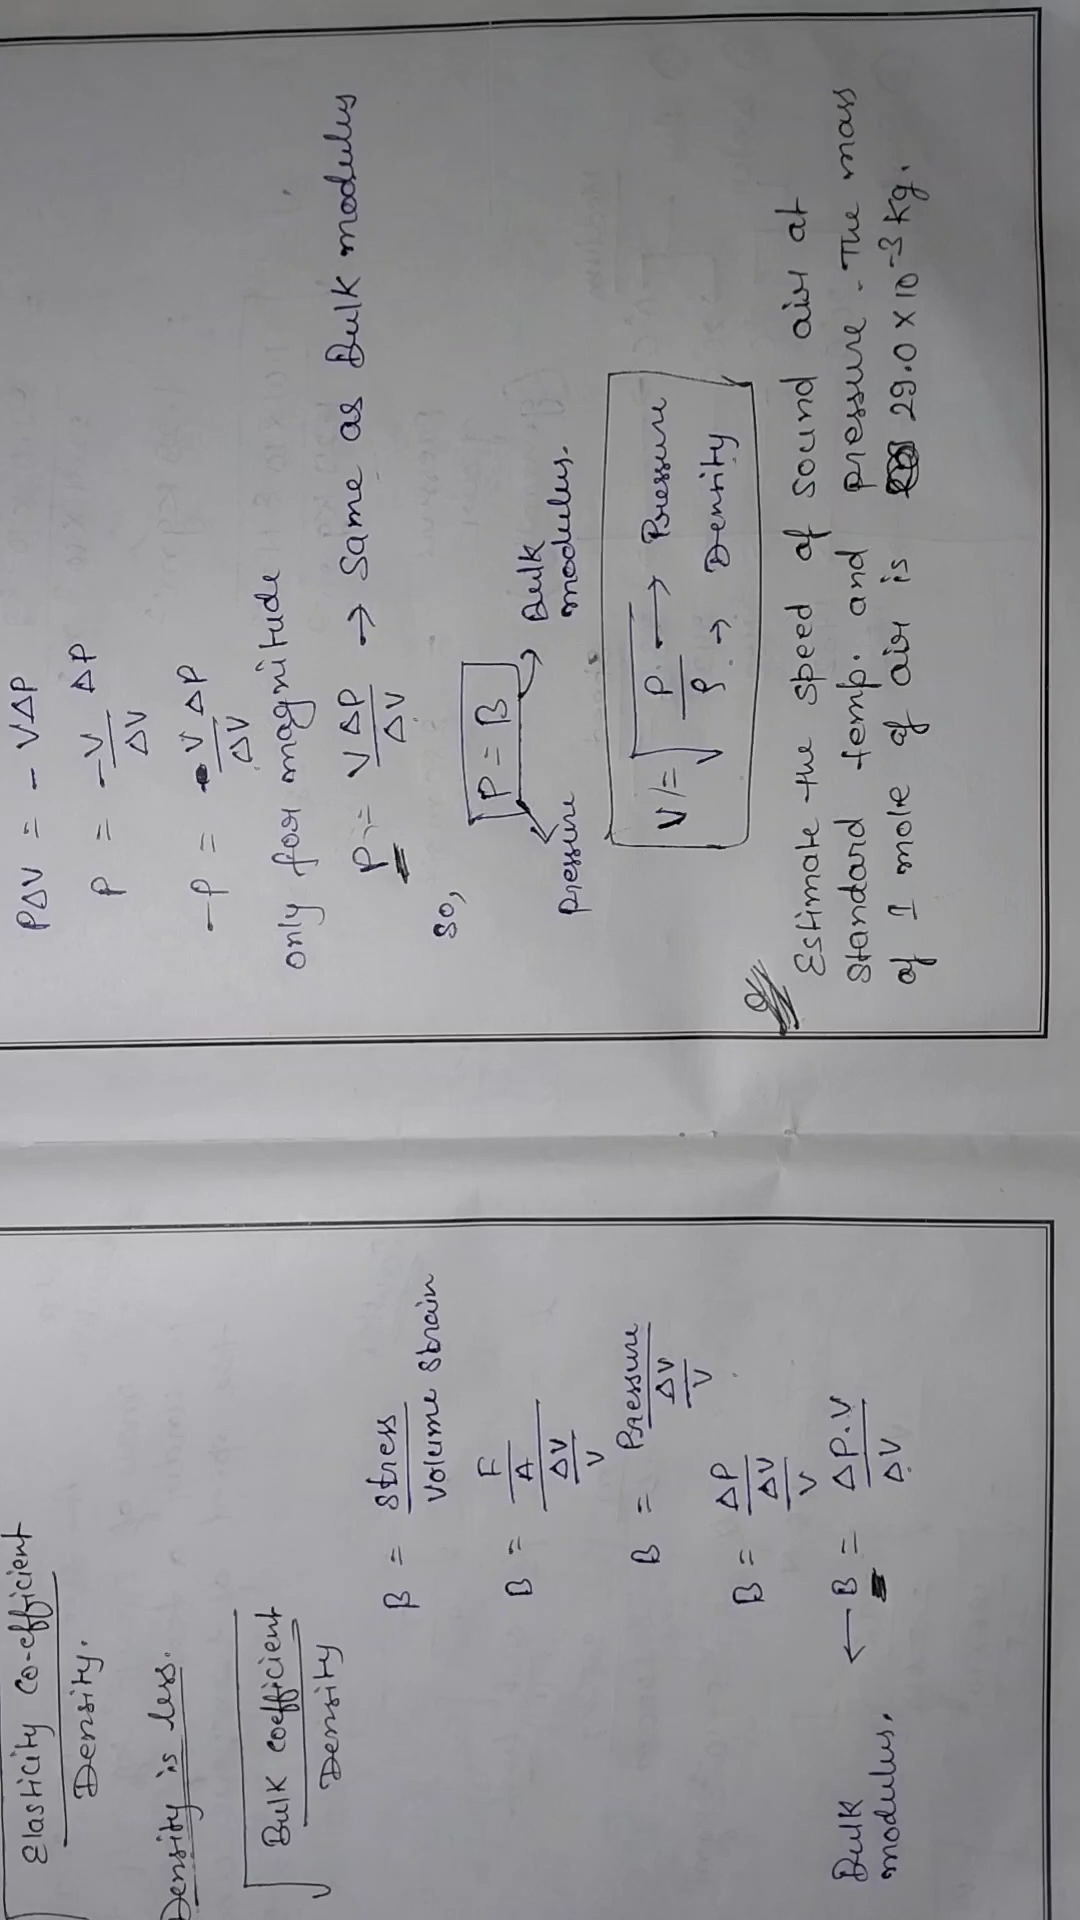 Elasticity co-efficient
Density.
Density is less.
√ Bulk coefficient
Density
B = Stress
Volume strain
B = F
A
ΔV
V
B = Pressure
ΔV
V
B = ΔP
ΔV
V
← B = ΔP.V
ΔV
Bulk
modulus.
PΔV = - VΔP
P = -V ΔP
ΔV
-P = V ΔP
ΔV
only for magnitude
P = V ΔP → Same as Bulk modulus
ΔV
So,
P = B
Bulk
modulus.
pressure
V = √ P → Pressure
ρ → Density
Q Estimate the speed of sound air at
Standard temp. and pressure. The mass
of 1 mole of air is 29.0 x 10⁻³ kg.